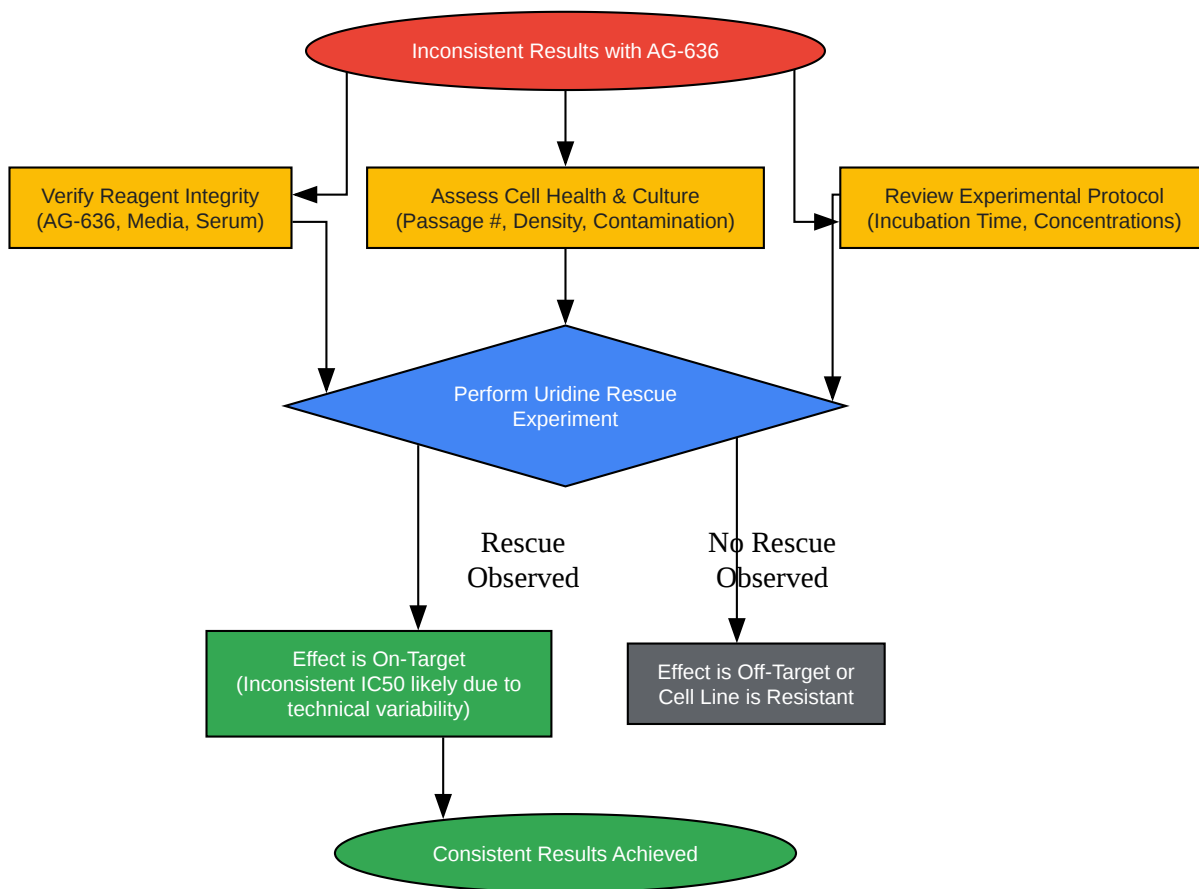 Inconsistent Results with AG-636
Verify Reagent Integrity
(AG-636, Media, Serum)
Assess Cell Health & Culture
(Passage #, Density, Contamination)
Review Experimental Protocol
(Incubation Time, Concentrations)
Perform Uridine Rescue
Experiment
Rescue
Observed
No Rescue
Observed
Effect is On-Target
(Inconsistent IC50 likely due to
technical variability)
Effect is Off-Target or
Cell Line is Resistant
Consistent Results Achieved